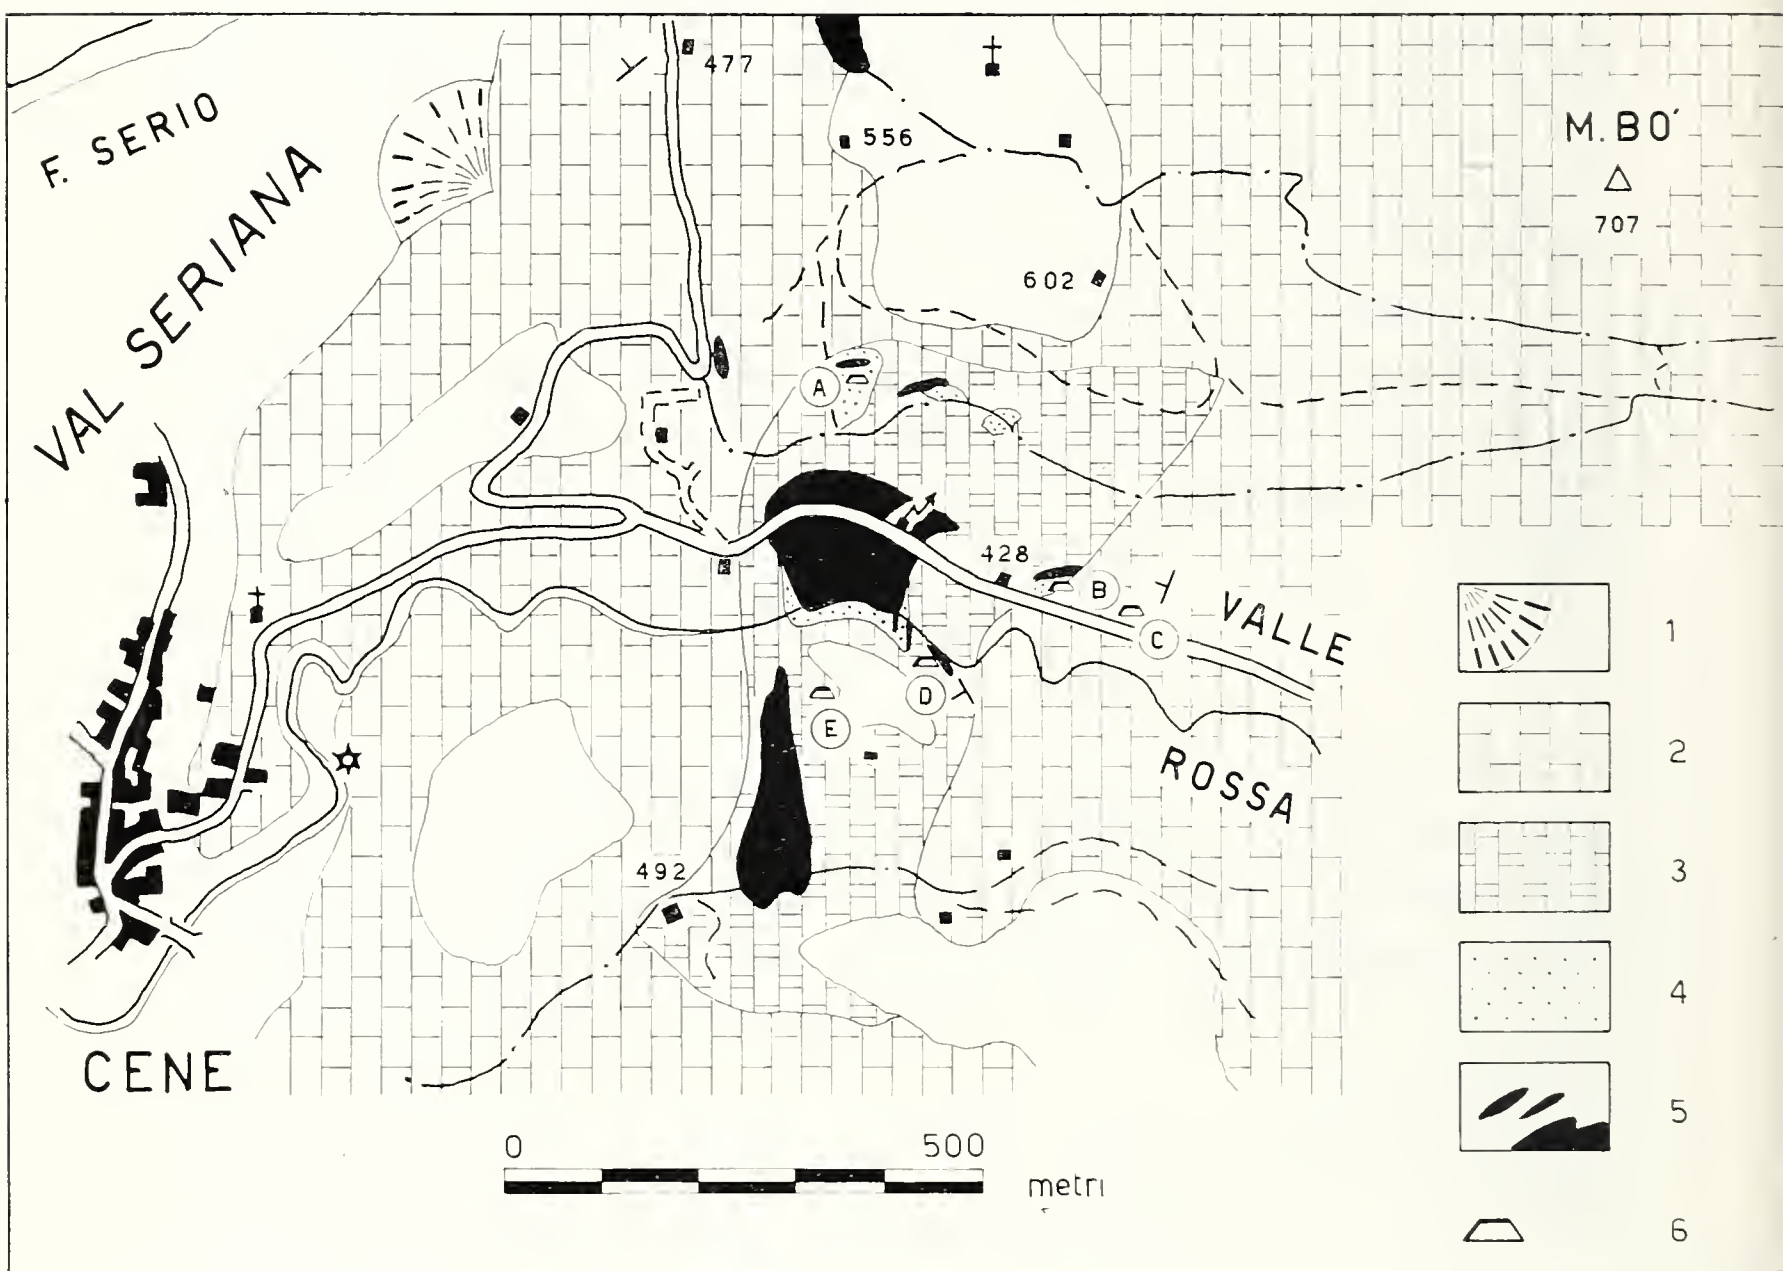 F. SERIO
VAL SERIANA
477
556
M. BO'
707
602
A
428
B
C
VALLE
ROSSA
D
E
492
CENE
0 500
metri
1
2
3
4
5
6